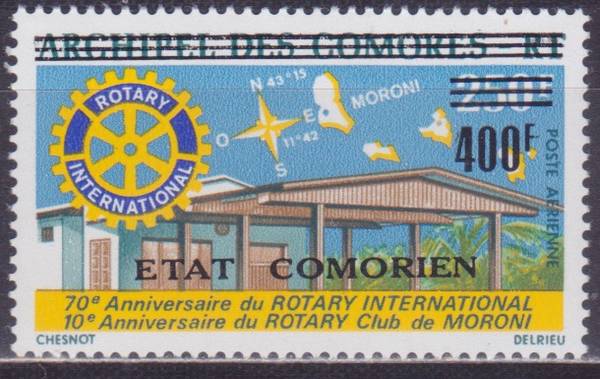 ARCHIPEL DES COMORES RF
ROTARY
INTERNATIONAL
N 43°15
E
11°42
S
O
MORONI
250F
400F
POSTE AERIENNE
ETAT COMORIEN
70e Anniversaire du ROTARY INTERNATIONAL
10e Anniversaire du ROTARY Club de MORONI
CHESNOT DELRIEU